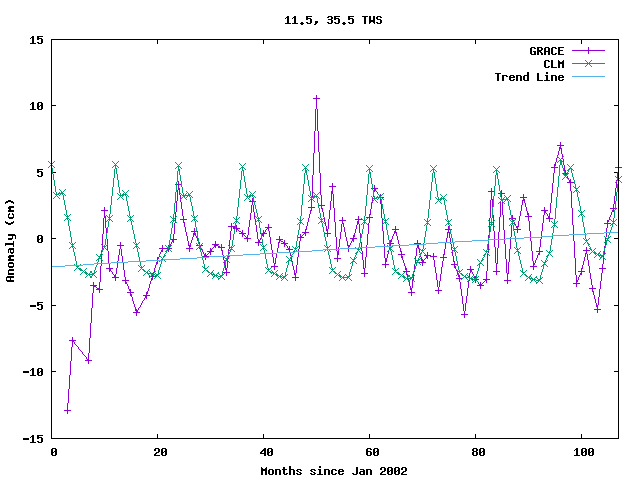 11.5, 35.5 TWS
GRACE
CLM
Trend Line
15
10
5
0
-5
-10
-15
Anomaly (cm)
0 20 40 60 80 100
Months since Jan 2002